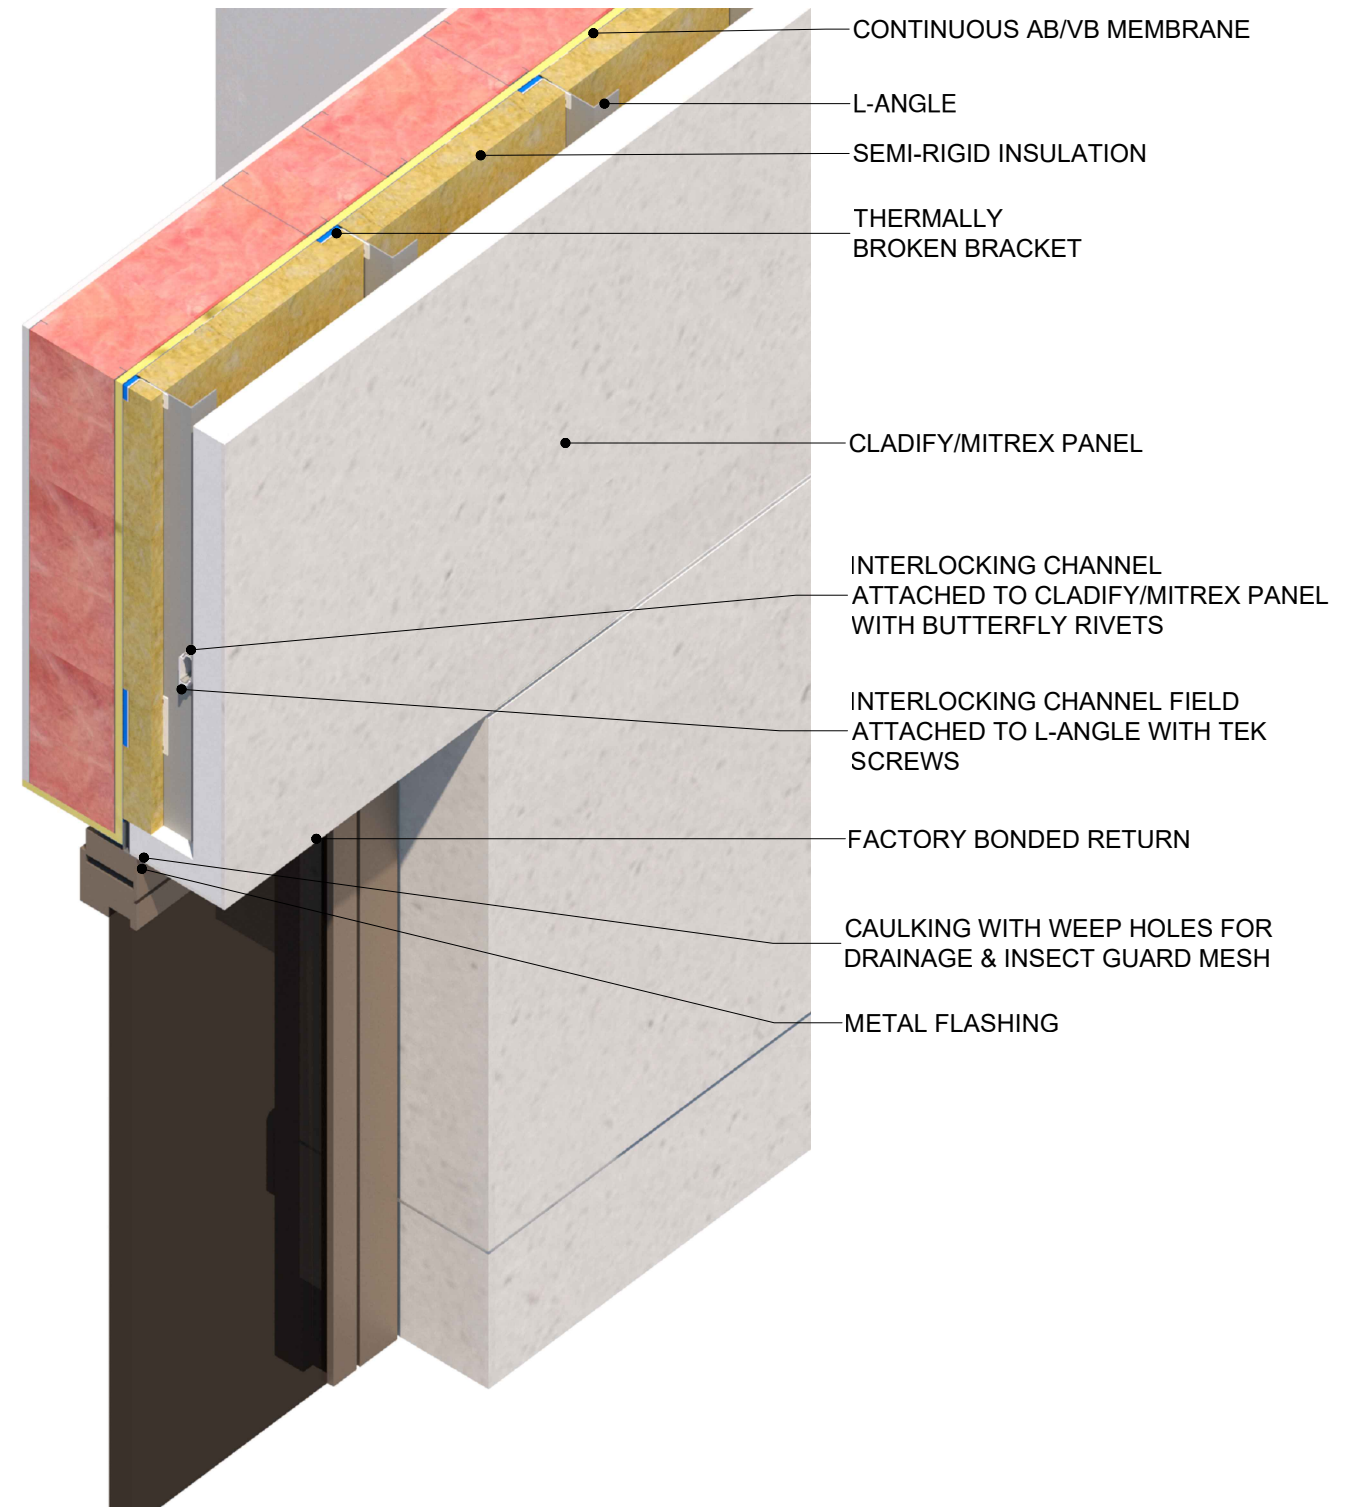 CONTINUOUS AB/VB MEMBRANE
L-ANGLE
SEMI-RIGID INSULATION
THERMALLY
BROKEN BRACKET
CLADIFY/MITREX PANEL
INTERLOCKING CHANNEL
ATTACHED TO CLADIFY/MITREX PANEL
WITH BUTTERFLY RIVETS
INTERLOCKING CHANNEL FIELD
ATTACHED TO L-ANGLE WITH TEK
SCREWS
FACTORY BONDED RETURN
CAULKING WITH WEEP HOLES FOR
DRAINAGE & INSECT GUARD MESH
METAL FLASHING